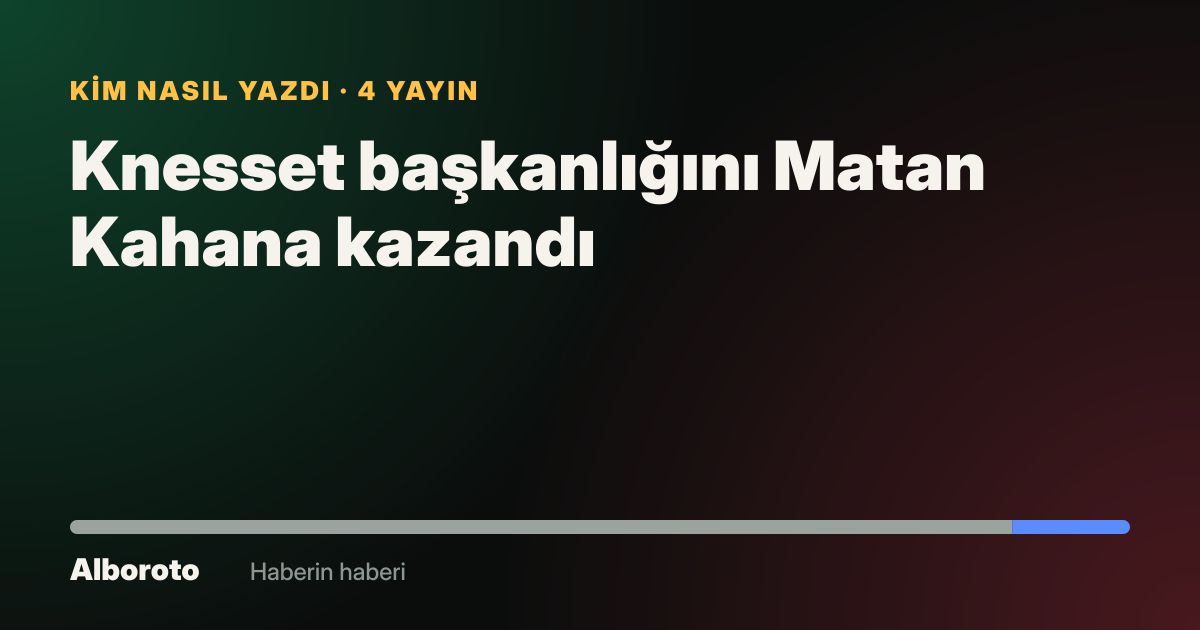 KİM NASIL YAZDI · 4 YAYIN
Knesset başkanlığını Matan
Kahana kazandı
Alboroto
Haberin haberi